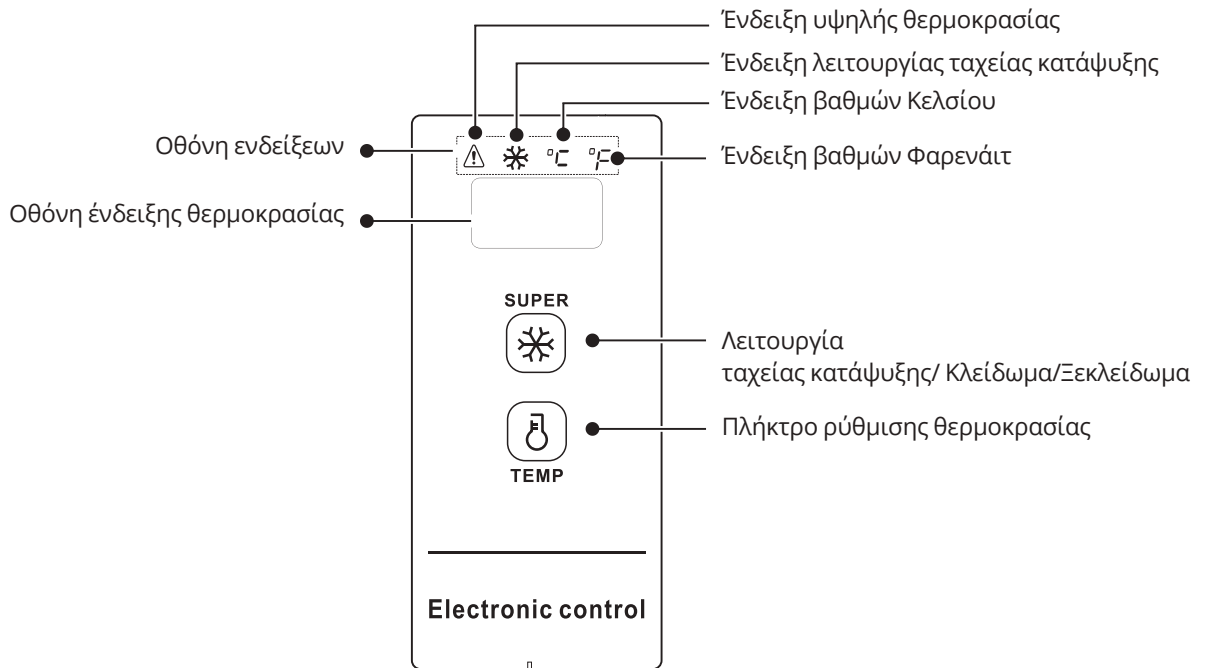 Ένδειξη υψηλής θερμοκρασίας
Ένδειξη λειτουργίας ταχείας κατάψυξης
Ένδειξη βαθμών Κελσίου
Οθόνη ενδείξεων
°C °F
Ένδειξη βαθμών Φαρενάιτ
Οθόνη ένδειξης θερμοκρασίας
SUPER
Λειτουργία
ταχείας κατάψυξης/ Κλείδωμα/Ξεκλείδωμα
Πλήκτρο ρύθμισης θερμοκρασίας
TEMP
Electronic control